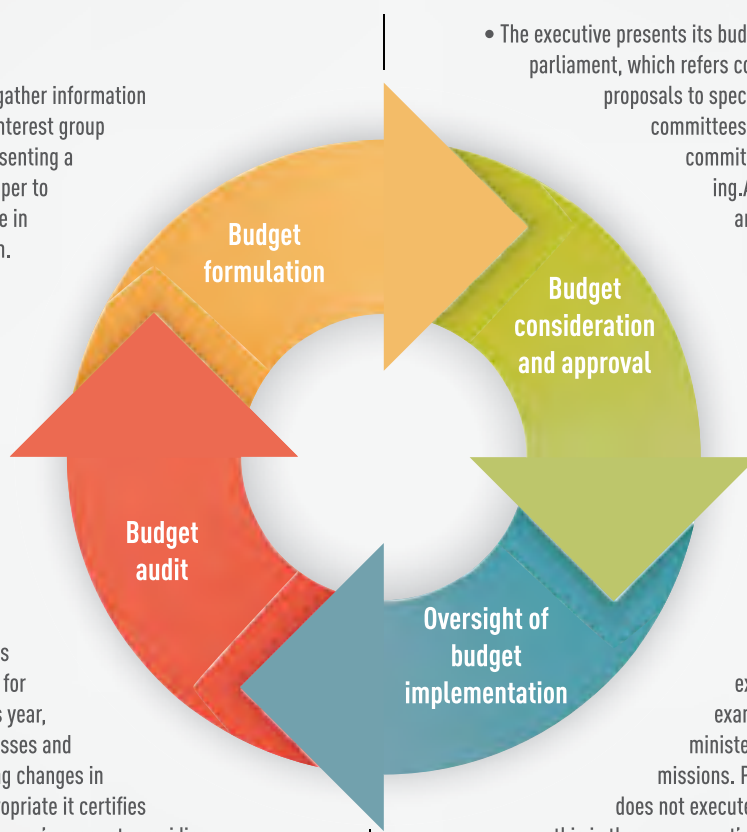 gather information
nterest group
senting a
per to
e in
n.
• The executive presents its bud
parliament, which refers co
proposals to spec
committees
commit
ing.A
an
Budget
formulation
Budget
consideration
and approval
Oversight of
budget
implementation
Budget
audit
s
for
s year,
sses and
g changes in
opriate it certifies
ex
exam
ministe
missions. P
does not execute